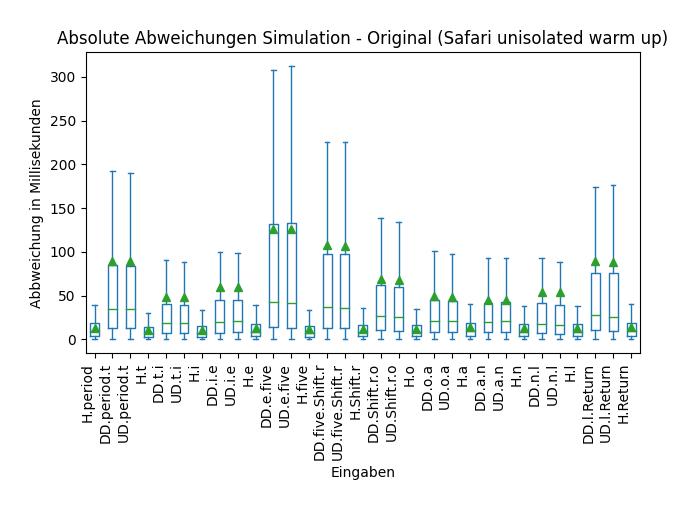 Absolute Abweichungen Simulation - Original (Safari unisolated warm up)
300
250
200
150
100
50
0
Abbweichung in Millisekunden
H.period
DD.period.t
UD.period.t
H.t
DD.t.i
UD.t.i
H.i
DD.i.e
UD.i.e
H.e
DD.e.five
UD.e.five
H.five
DD.five.Shift.r
UD.five.Shift.r
H.Shift.r
DD.Shift.r.o
UD.Shift.r.o
H.o
DD.o.a
UD.o.a
H.a
DD.a.n
UD.a.n
H.n
DD.n.l
UD.n.l
H.l
DD.l.Return
UD.l.Return
H.Return
Eingaben